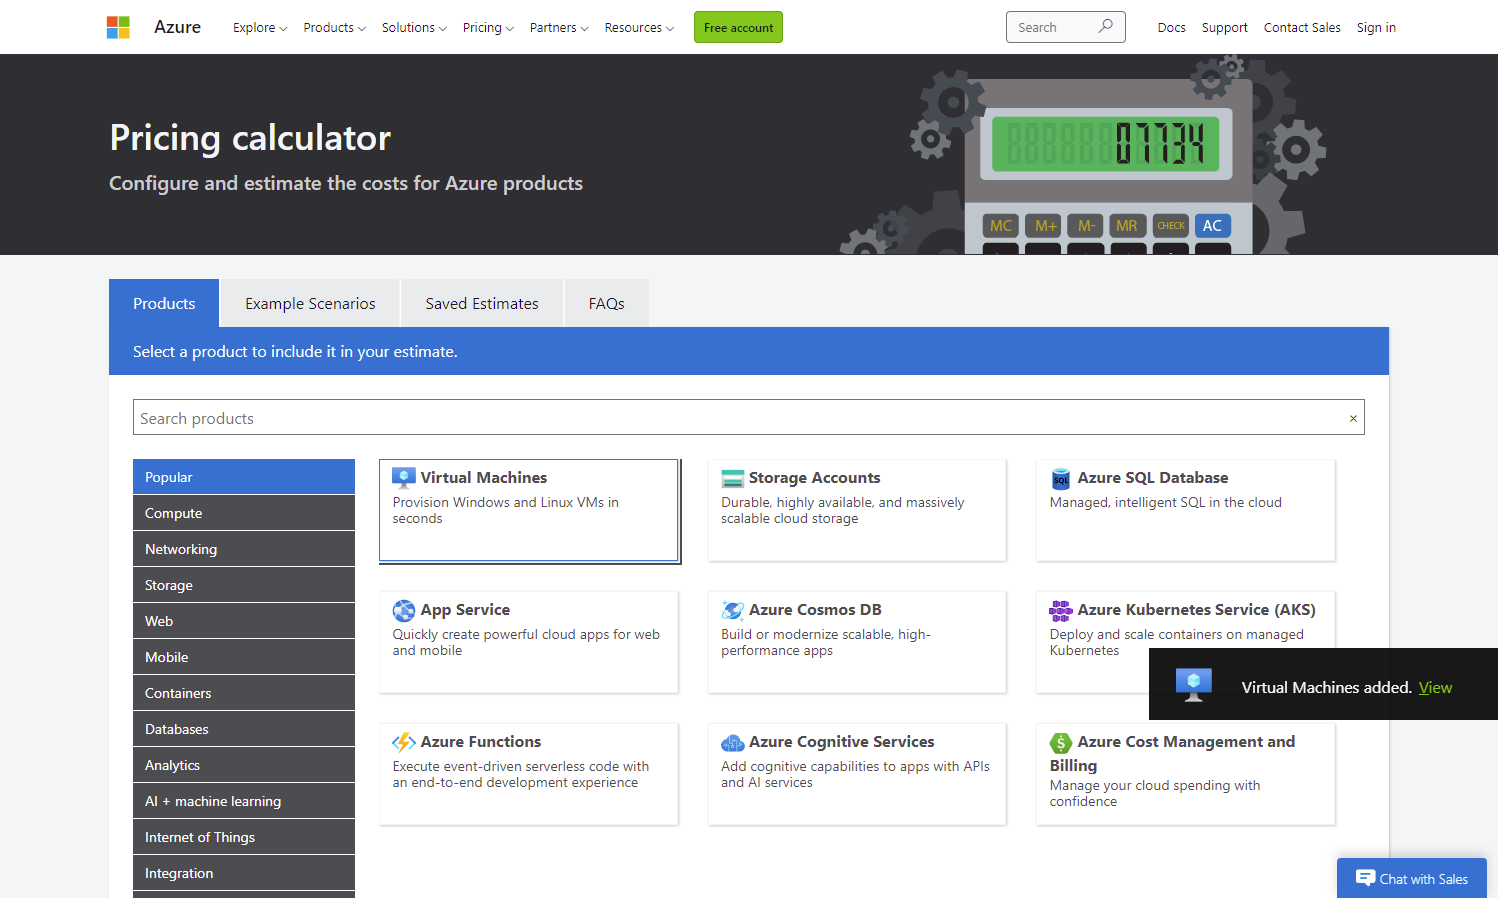 Azure
Explore
Products
Solutions
Pricing
Partners
Resources
Free account
Search
Docs
Support
Contact Sales
Sign in
Pricing calculator
Configure and estimate the costs for Azure products
07734
MC
M+
M-
MR
CHECK
AC
Products
Example Scenarios
Saved Estimates
FAQs
Select a product to include it in your estimate.
Search products
×
Popular
Compute
Networking
Storage
Web
Mobile
Containers
Databases
Analytics
AI + machine learning
Internet of Things
Integration
Virtual Machines
Provision Windows and Linux VMs in
seconds
Storage Accounts
Durable, highly available, and massively
scalable cloud storage
SQL
Azure SQL Database
Managed, intelligent SQL in the cloud
App Service
Quickly create powerful cloud apps for web
and mobile
Azure Cosmos DB
Build or modernize scalable, high-
performance apps
Azure Kubernetes Service (AKS)
Deploy and scale containers on managed
Kubernetes
Virtual Machines added. View
Azure Functions
Execute event-driven serverless code with
an end-to-end development experience
Azure Cognitive Services
Add cognitive capabilities to apps with APIs
and AI services
$
Azure Cost Management and
Billing
Manage your cloud spending with
confidence
Chat with Sales